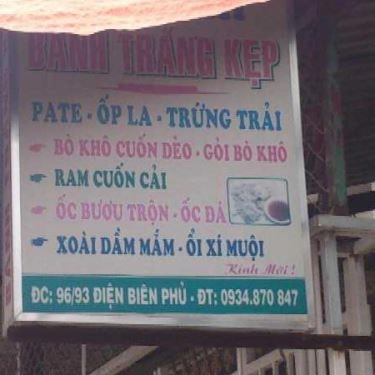 BÁNH TRÁNG KẸP
PATE - ỐP LA - TRỨNG TRẢI
BÒ KHÔ CUỐN DẺO - GỎI BÒ KHÔ
RAM CUỐN CẢI
ỐC BƯƠU TRỘN - ỐC ĐÁ
XOÀI DẦM MẮM - ỔI XÍ MUỘI
Kính Mời !
ĐC: 96/93 ĐIỆN BIÊN PHỦ - ĐT: 0934.870 847